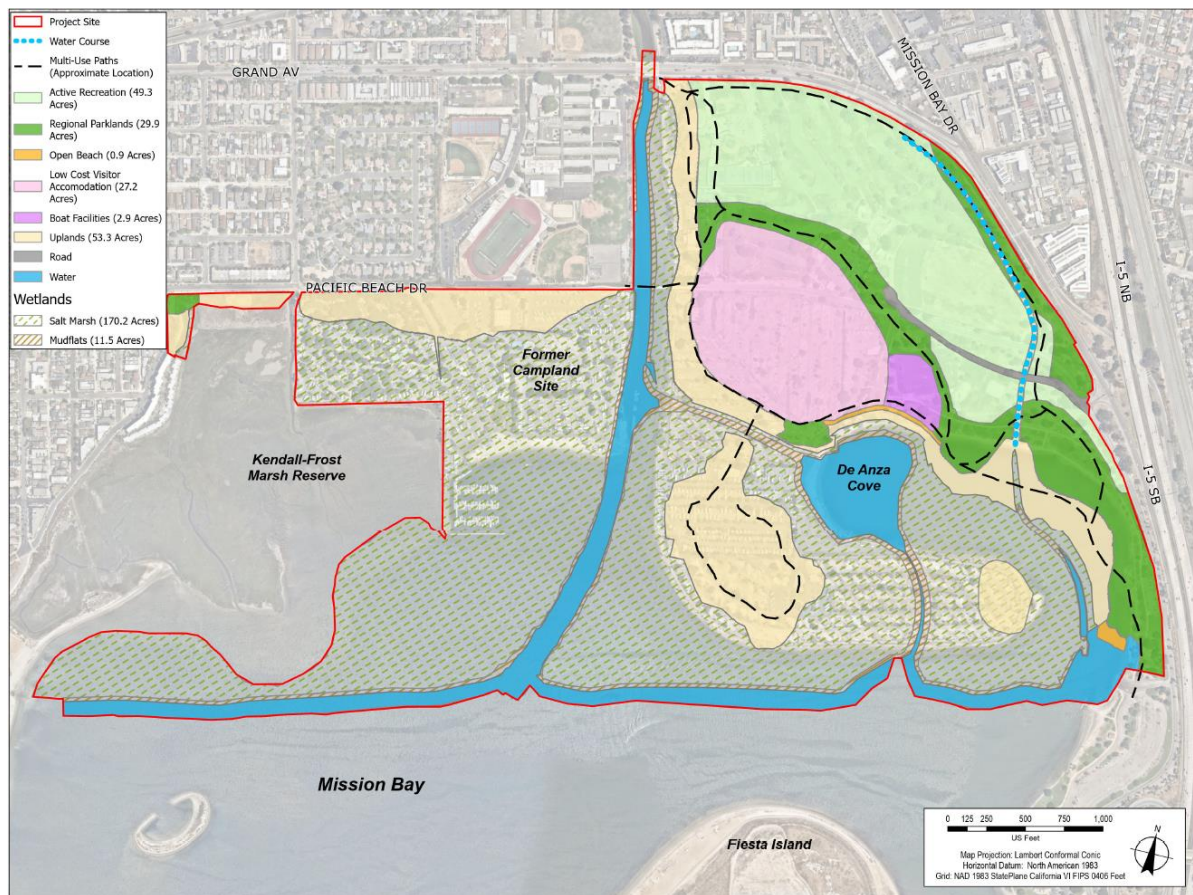 Project Site
Water Course
Multi-Use Paths
(Approximate Location)
Active Recreation (49.3
Acres)
Regional Parklands (29.9
Acres)
Open Beach (0.9 Acres)
Low Cost Visitor
Accomodation (27.2
Acres)
Boat Facilities (2.9 Acres)
Uplands (53.3 Acres)
Road
Water
Wetlands
Salt Marsh (170.2 Acres)
Mudflats (11.5 Acres)
GRAND AV
MISSION BAY DR
I-5 NB
I-5 SB
PACIFIC BEACH DR
Former
Campland
Site
Kendall-Frost
Marsh Reserve
De Anza
Cove
Mission Bay
Fiesta Island
0 125 250 500 750 1,000
US Feet
Map Projection: Lambert Conformal Conic
Horizontal Datum: North American 1983
Grid: NAD 1983 StatePlane California VI FIPS 0406 Feet
N